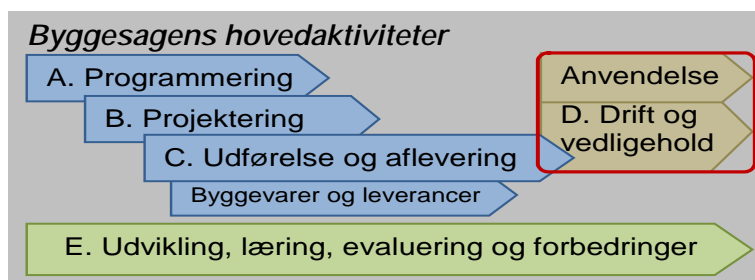 Byggesagens hovedaktiviteter
A. Programmering
B. Projektering
C. Udførelse og aflevering
Byggevarer og leverancer
Anvendelse
D. Drift og
vedligehold
E. Udvikling, læring, evaluering og forbedringer